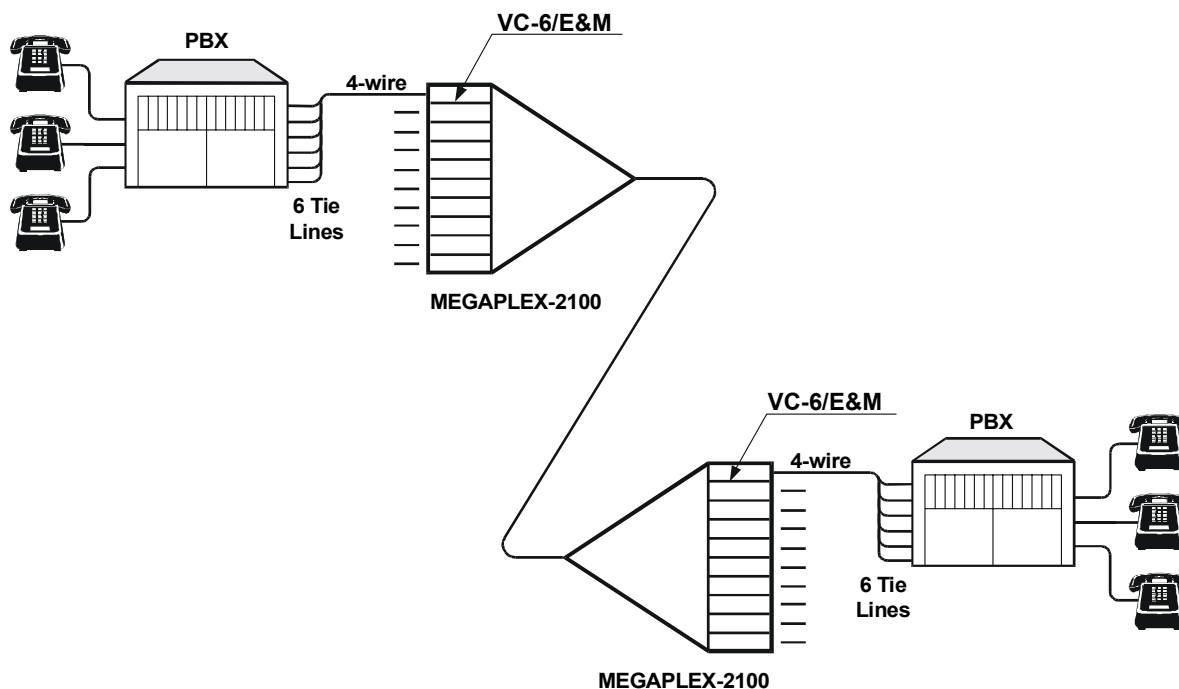 VC-6/E&M
PBX
4-wire
6 Tie
Lines
MEGAPLEX-2100
VC-6/E&M
PBX
4-wire
6 Tie
Lines
MEGAPLEX-2100